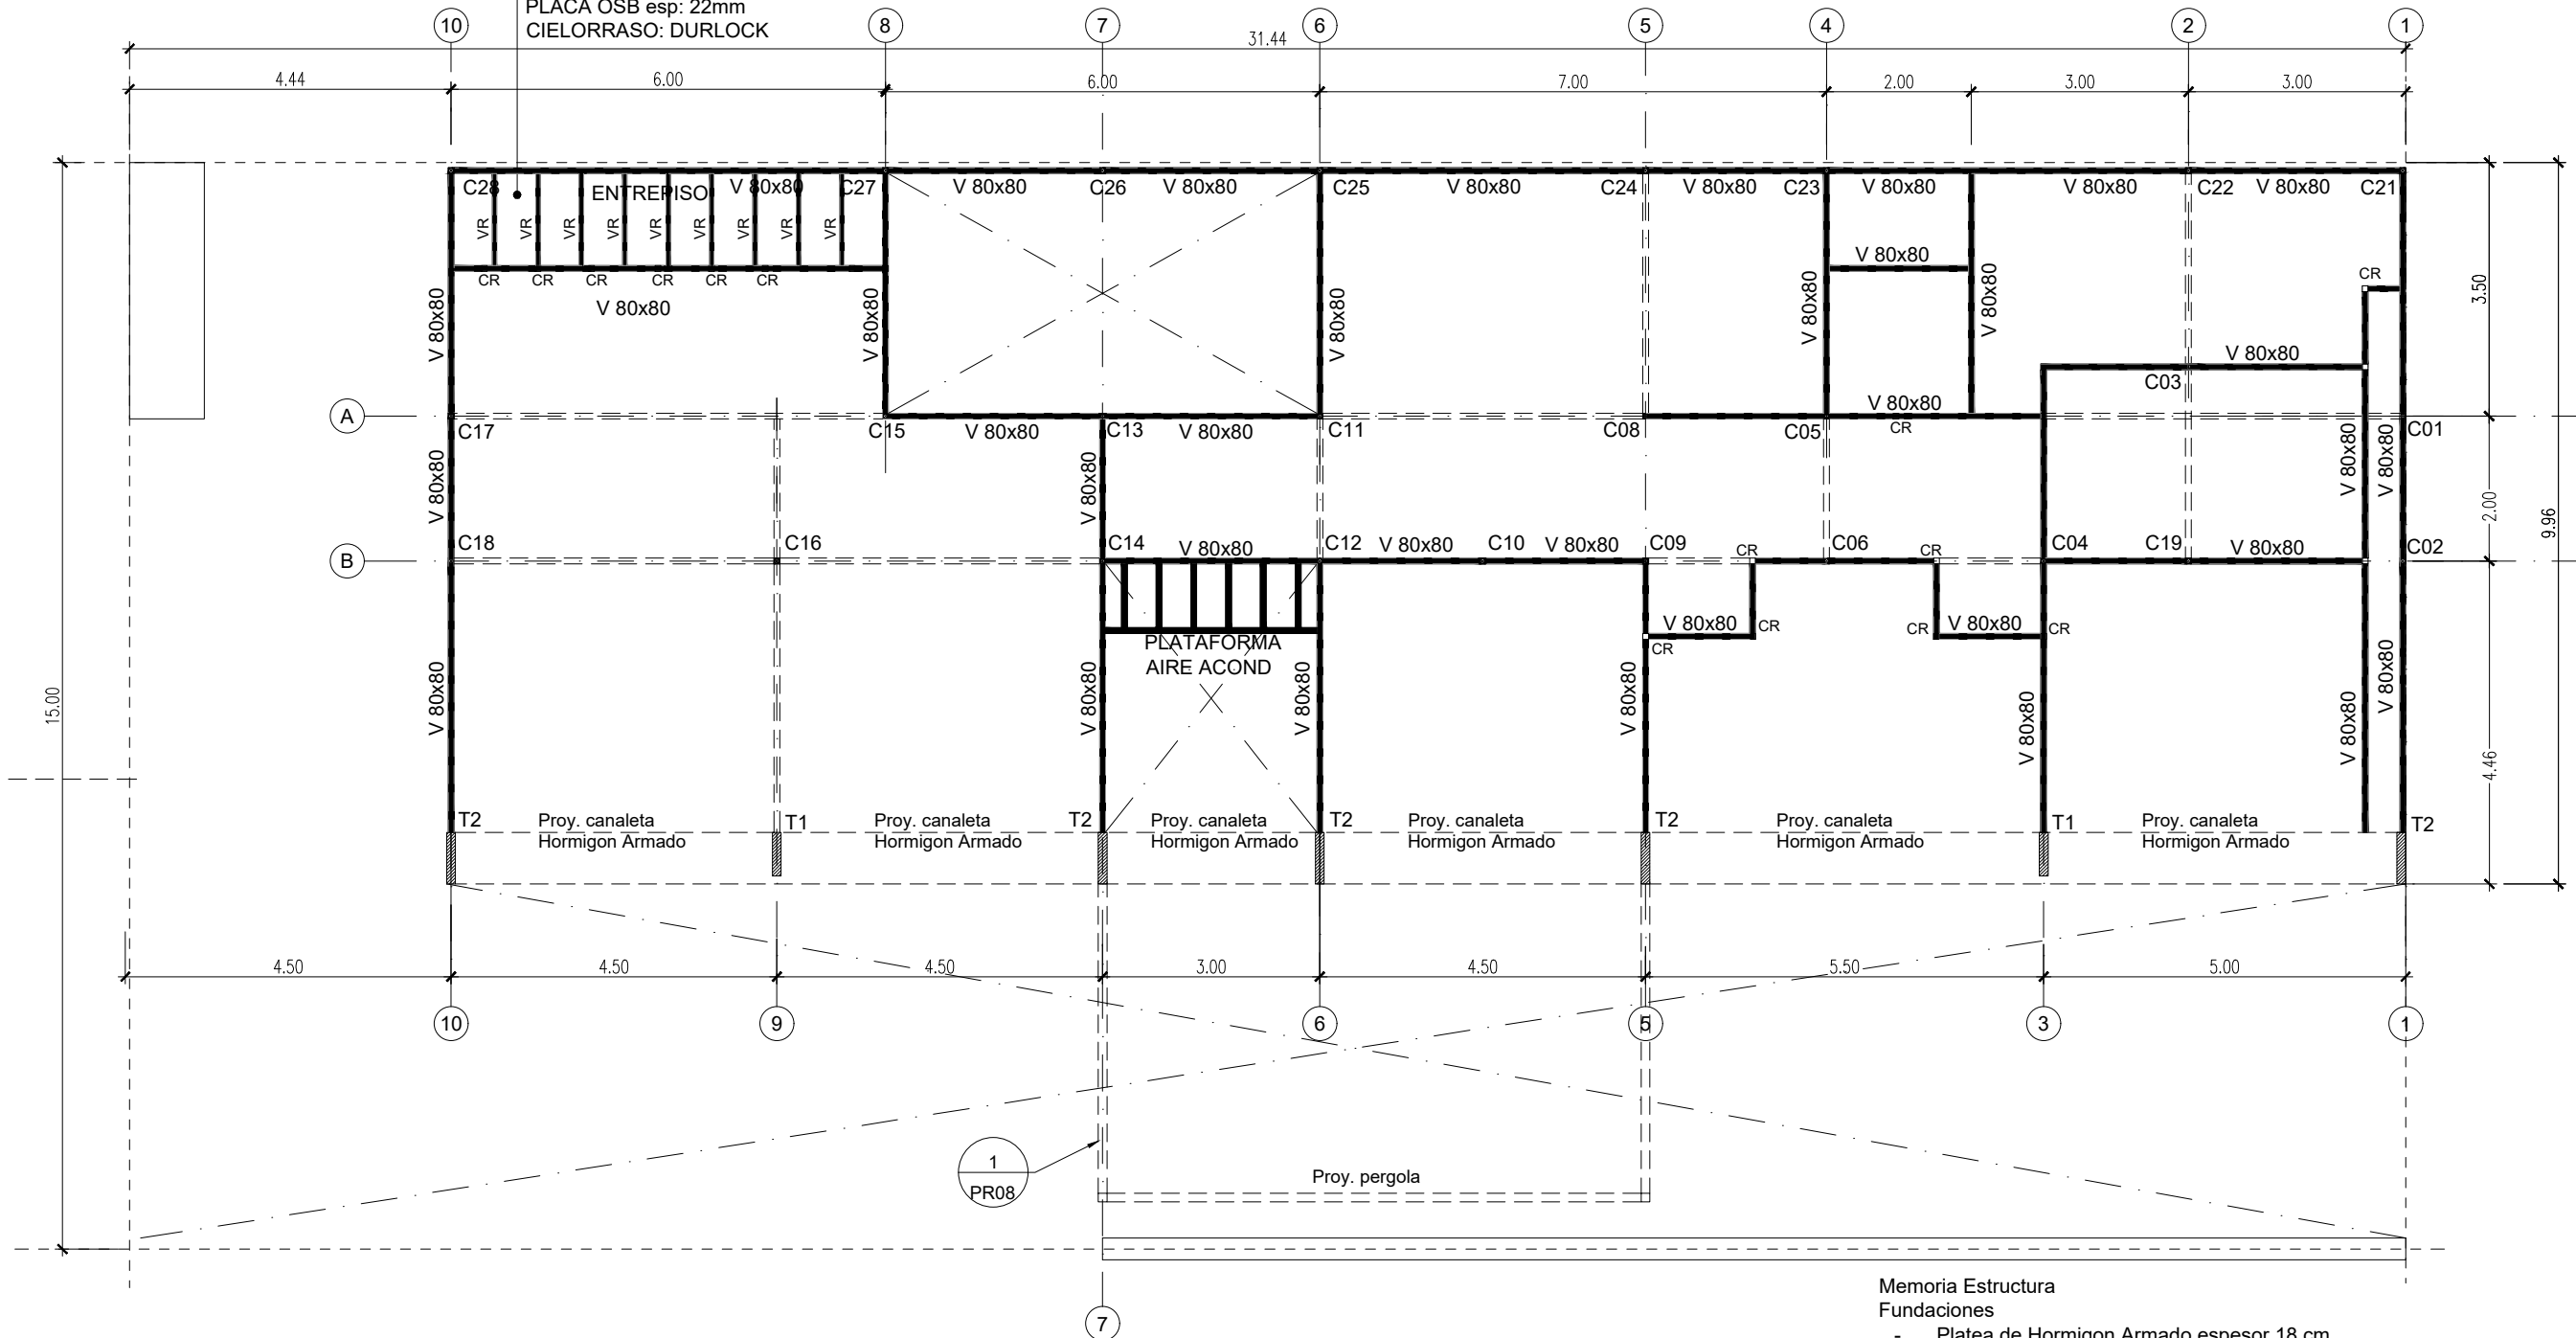 PLACA OSB esp: 22mm
CIELORRASO: DURLOCK
10 8 7 6 5 4 2 1
31.44
4.44 6.00 6.00 7.00 2.00 3.00 3.00
C28 ENTREPISO V 80x80 C27 V 80x80 C26 V 80x80 C25 V 80x80 C24 V 80x80 C23 V 80x80 V 80x80 C22 V 80x80 C21
VR VR VR VR VR VR VR VR VR
V 80x80
CR CR CR CR CR CR
CR
V 80x80
V 80x80 V 80x80 V 80x80 V 80x80 V 80x80
3.50
V 80x80
C03
V 80x80
A
C17 C15 V 80x80 C13 V 80x80 C11 C08 C05 CR C01
V 80x80 V 80x80 V 80x80 V 80x80
2.00
9.96
B
C18 C16 C14 V 80x80 C12 V 80x80 C10 V 80x80 C09 CR C06 CR C04 C19 V 80x80 C02
V 80x80 CR CR V 80x80 CR
CR
PLATAFORMA
AIRE ACOND
V 80x80 V 80x80 V 80x80 V 80x80 V 80x80 V 80x80 V 80x80
15.00
4.46
T2 T1 T2 T2 T2 T1 T2
Proy. canaleta
Hormigon Armado
Proy. canaleta
Hormigon Armado
Proy. canaleta
Hormigon Armado
Proy. canaleta
Hormigon Armado
Proy. canaleta
Hormigon Armado
Proy. canaleta
Hormigon Armado
4.50 4.50 4.50 3.00 4.50 5.50 5.00
10 9 6 5 3 1
1
PR08
Proy. pergola
7
Memoria Estructura
Fundaciones
- Platea de Hormigon Armado espesor 18 cm